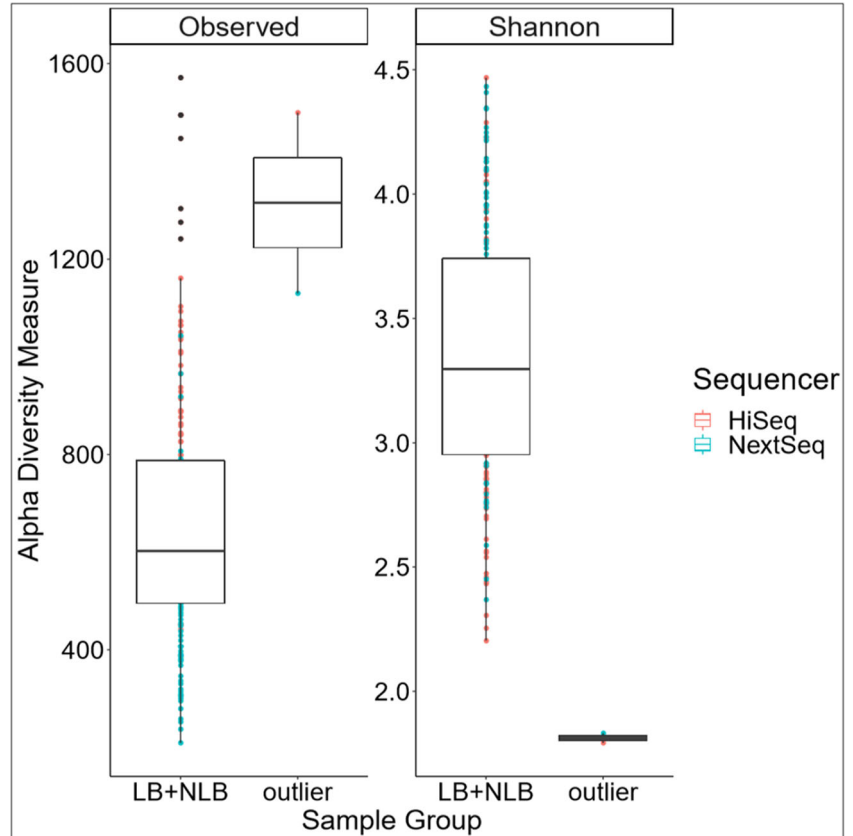 Observed
Shannon
Alpha Diversity Measure
1600
1200
800
400
4.5
4.0
3.5
3.0
2.5
2.0
LB+NLB outlier
LB+NLB outlier
Sample Group
Sequencer
HiSeq
NextSeq